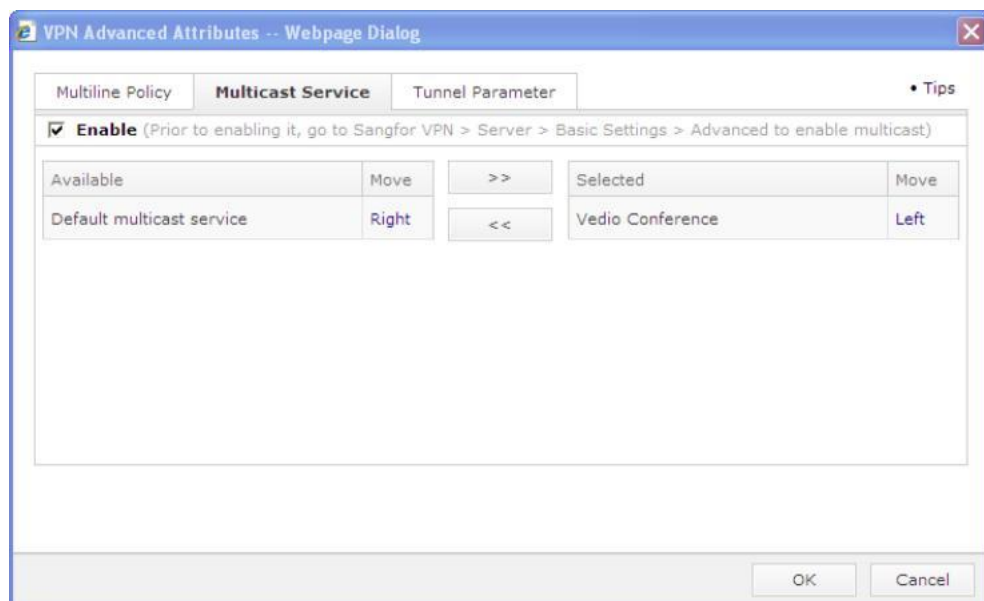 VPN Advanced Attributes -- Webpage Dialog
Multiline Policy Multicast Service Tunnel Parameter • Tips
Enable (Prior to enabling it, go to Sangfor VPN > Server > Basic Settings > Advanced to enable multicast)
Available Move >> Selected Move
Default multicast service Right << Vedio Conference Left
OK Cancel